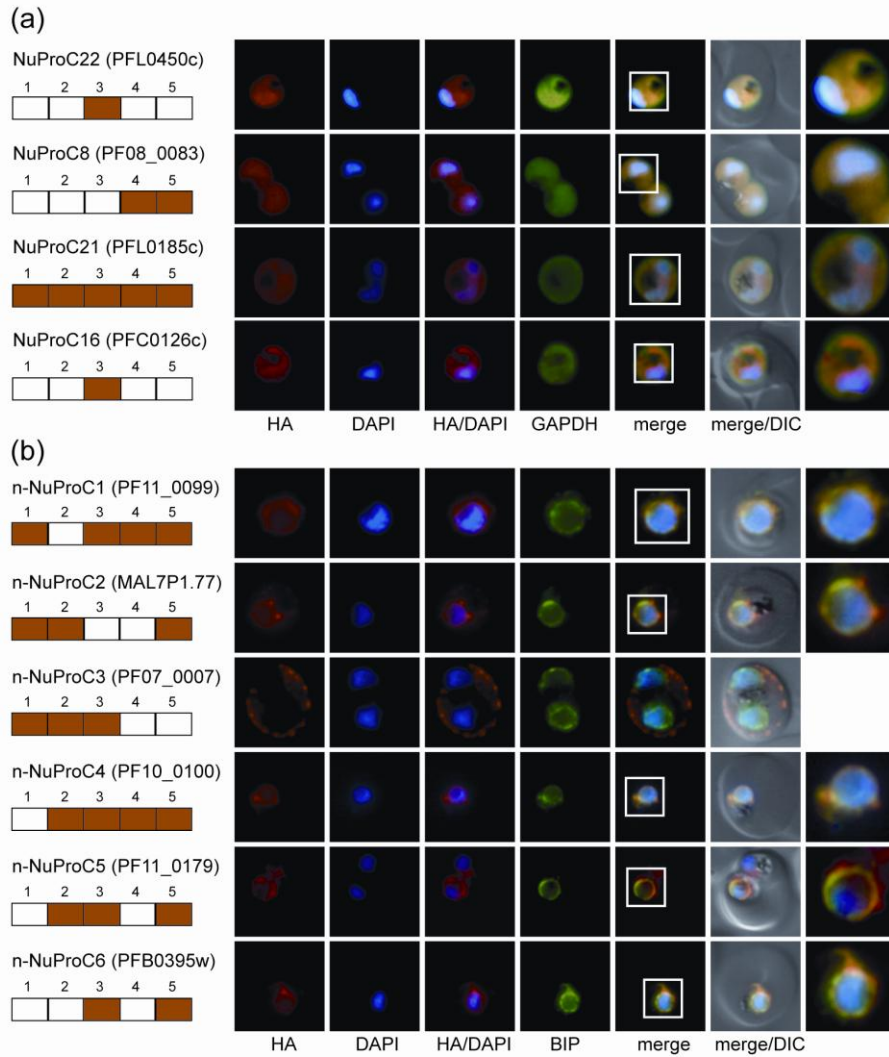 (a)
NuProC22 (PFL0450c)
1 2 3 4 5
NuProC8 (PF08_0083)
1 2 3 4 5
NuProC21 (PFL0185c)
1 2 3 4 5
NuProC16 (PFC0126c)
1 2 3 4 5
HA DAPI HA/DAPI GAPDH merge merge/DIC
(b)
n-NuProC1 (PF11_0099)
1 2 3 4 5
n-NuProC2 (MAL7P1.77)
1 2 3 4 5
n-NuProC3 (PF07_0007)
1 2 3 4 5
n-NuProC4 (PF10_0100)
1 2 3 4 5
n-NuProC5 (PF11_0179)
1 2 3 4 5
n-NuProC6 (PFB0395w)
1 2 3 4 5
HA DAPI HA/DAPI BIP merge merge/DIC